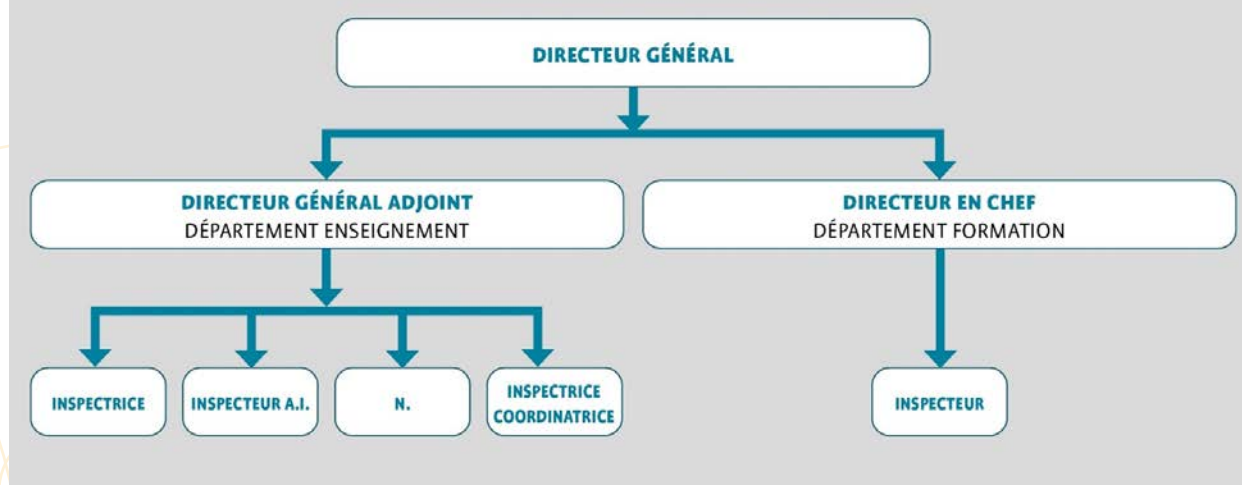 DIRECTEUR GÉNÉRAL
DIRECTEUR GÉNÉRAL ADJOINT
DÉPARTEMENT ENSEIGNEMENT
DIRECTEUR EN CHEF
DÉPARTEMENT FORMATION
INSPECTRICE
INSPECTEUR A.I.
N.
INSPECTRICE
COORDINATRICE
INSPECTEUR